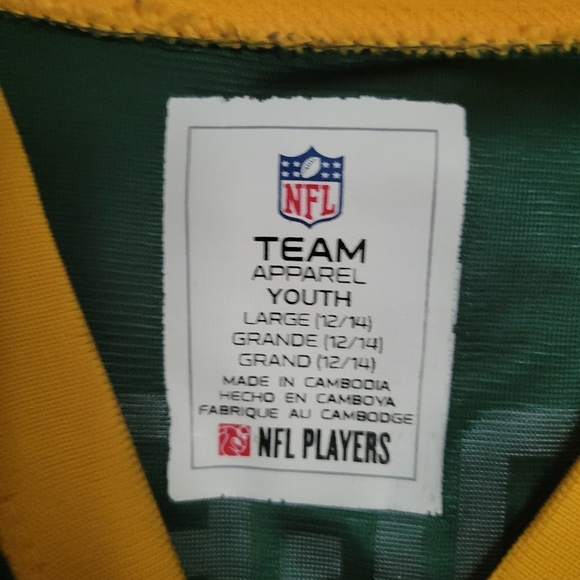 NFL
TEAM
APPAREL
YOUTH
LARGE (12/14)
GRANDE (12/14)
GRAND (12/14)
MADE IN CAMBODIA
HECHO EN CAMBOYA
FABRIQUE AU CAMBODGE
NFL PLAYERS